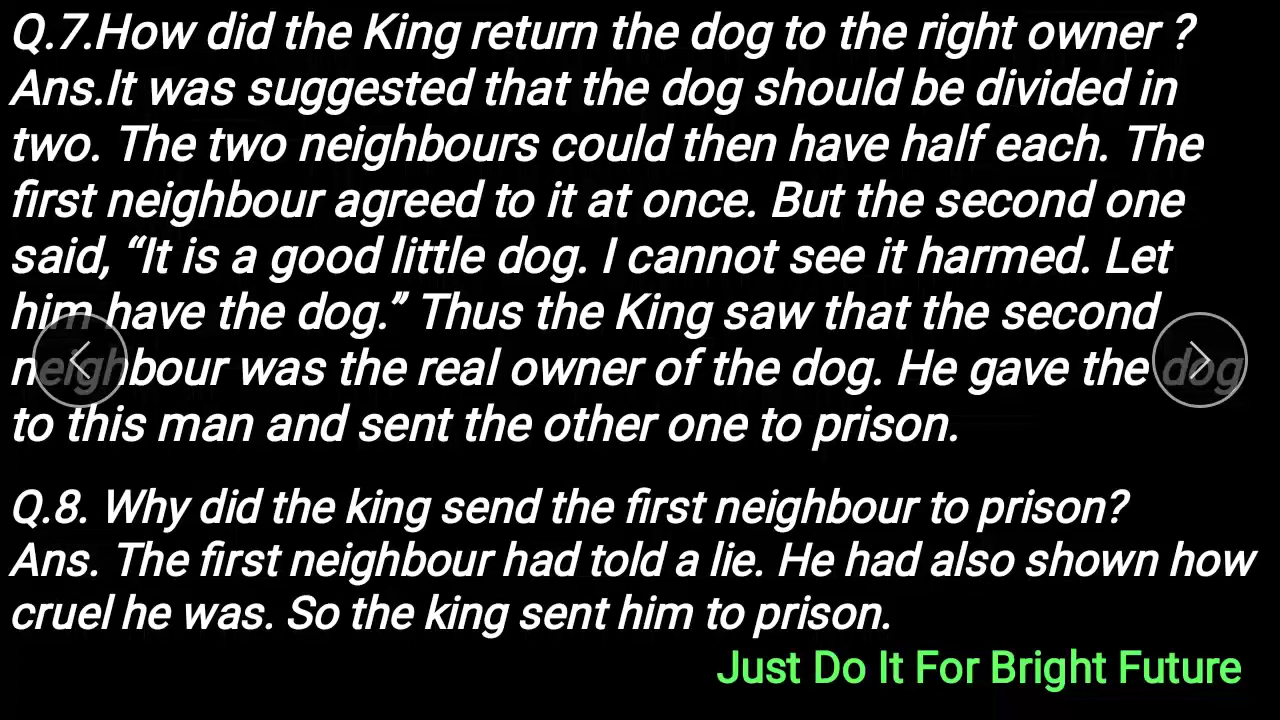 Q.7.How did the King return the dog to the right owner ?
Ans.It was suggested that the dog should be divided in
two. The two neighbours could then have half each. The
first neighbour agreed to it at once. But the second one
said, “It is a good little dog. I cannot see it harmed. Let
him have the dog.” Thus the King saw that the second
neighbour was the real owner of the dog. He gave the dog
to this man and sent the other one to prison.
Q.8. Why did the king send the first neighbour to prison?
Ans. The first neighbour had told a lie. He had also shown how
cruel he was. So the king sent him to prison.
Just Do It For Bright Future